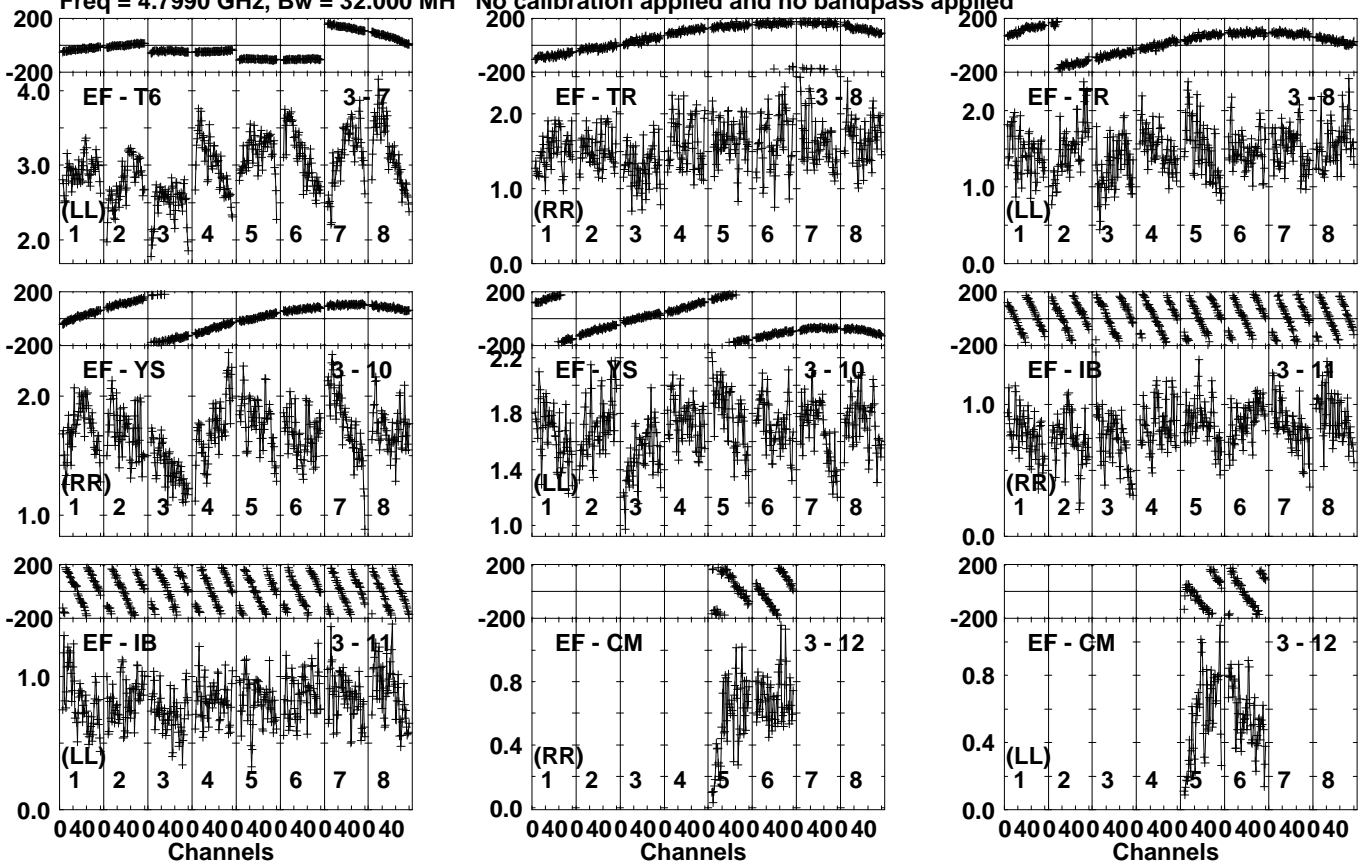 Freq = 4.7990 GHz, Bw = 32.000 MH No calibration applied and no bandpass applied
200
-200
4.0
3.0
2.0
EF - T6 3 - 7
(LL)
1 2 3 4 5 6 7 8
200
-200
2.0
1.0
0.0
EF - TR 3 - 8
(RR)
1 2 3 4 5 6 7 8
200
-200
2.0
1.0
0.0
EF - TR 3 - 8
(LL)
1 2 3 4 5 6 7 8
200
-200
2.0
1.0
EF - YS 3 - 10
(RR)
1 2 3 4 5 6 7 8
200
-200
2.2
1.8
1.4
1.0
EF - YS 3 - 10
(LL)
1 2 3 4 5 6 7 8
200
-200
1.0
0.0
EF - IB 3 - 11
(RR)
1 2 3 4 5 6 7 8
200
-200
1.0
0.0
EF - IB 3 - 11
(LL)
1 2 3 4 5 6 7 8
0 40 0 40 0 40 0 40 0 40 0 40 0 40 0 40
Channels
200
-200
0.8
0.4
0.0
EF - CM 3 - 12
(RR)
1 2 3 4 5 6 7 8
0 40 0 40 0 40 0 40 0 40 0 40 0 40 0 40
Channels
200
-200
0.8
0.4
0.0
EF - CM 3 - 12
(LL)
1 2 3 4 5 6 7 8
0 40 0 40 0 40 0 40 0 40 0 40 0 40 0 40
Channels